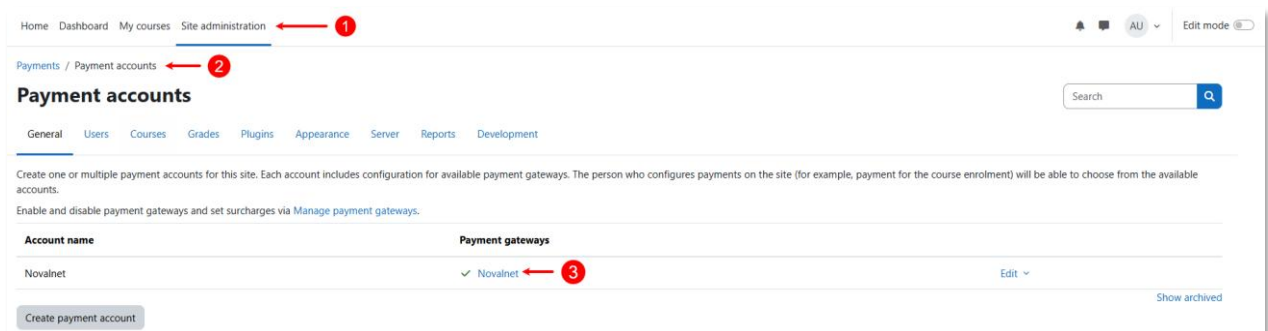 Home Dashboard My courses Site administration 1 AU Edit mode
Payments / Payment accounts 2
Payment accounts
Search
General Users Courses Grades Plugins Appearance Server Reports Development
Create one or multiple payment accounts for this site. Each account includes configuration for available payment gateways. The person who configures payments on the site (for example, payment for the course enrolment) will be able to choose from the available
accounts.
Enable and disable payment gateways and set surcharges via Manage payment gateways.
Account name Payment gateways
Novalnet Novalnet 3 Edit
Show archived
Create payment account